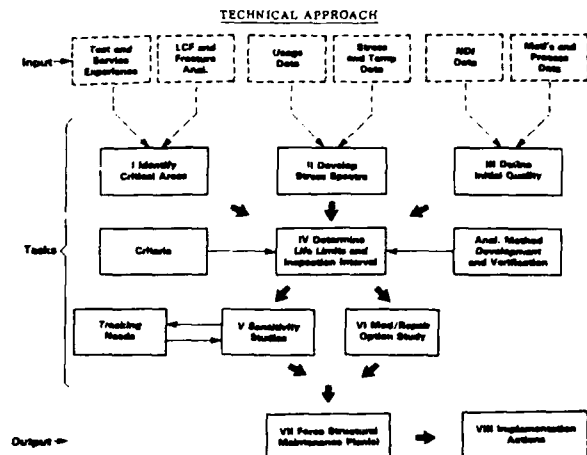 TECHNICAL APPROACH
Input
Test and
Service
Experience
LCF and
Fracture
Anal.
Usage
Data
Stress
and Temp
Data
NDI
Data
Matl's and
Process
Data
Tasks
I Identify
Critical Areas
II Develop
Stress Spectra
III Define
Initial Quality
Criteria
IV Determine
Life Limits and
Inspection Interval
Anal. Method
Development
and Verification
Tracking
Needs
V Sensitivity
Studies
VI Mod/Repair
Option Study
Output
VII Force Structural
Maintenance Plan(s)
VIII Implementation
Actions